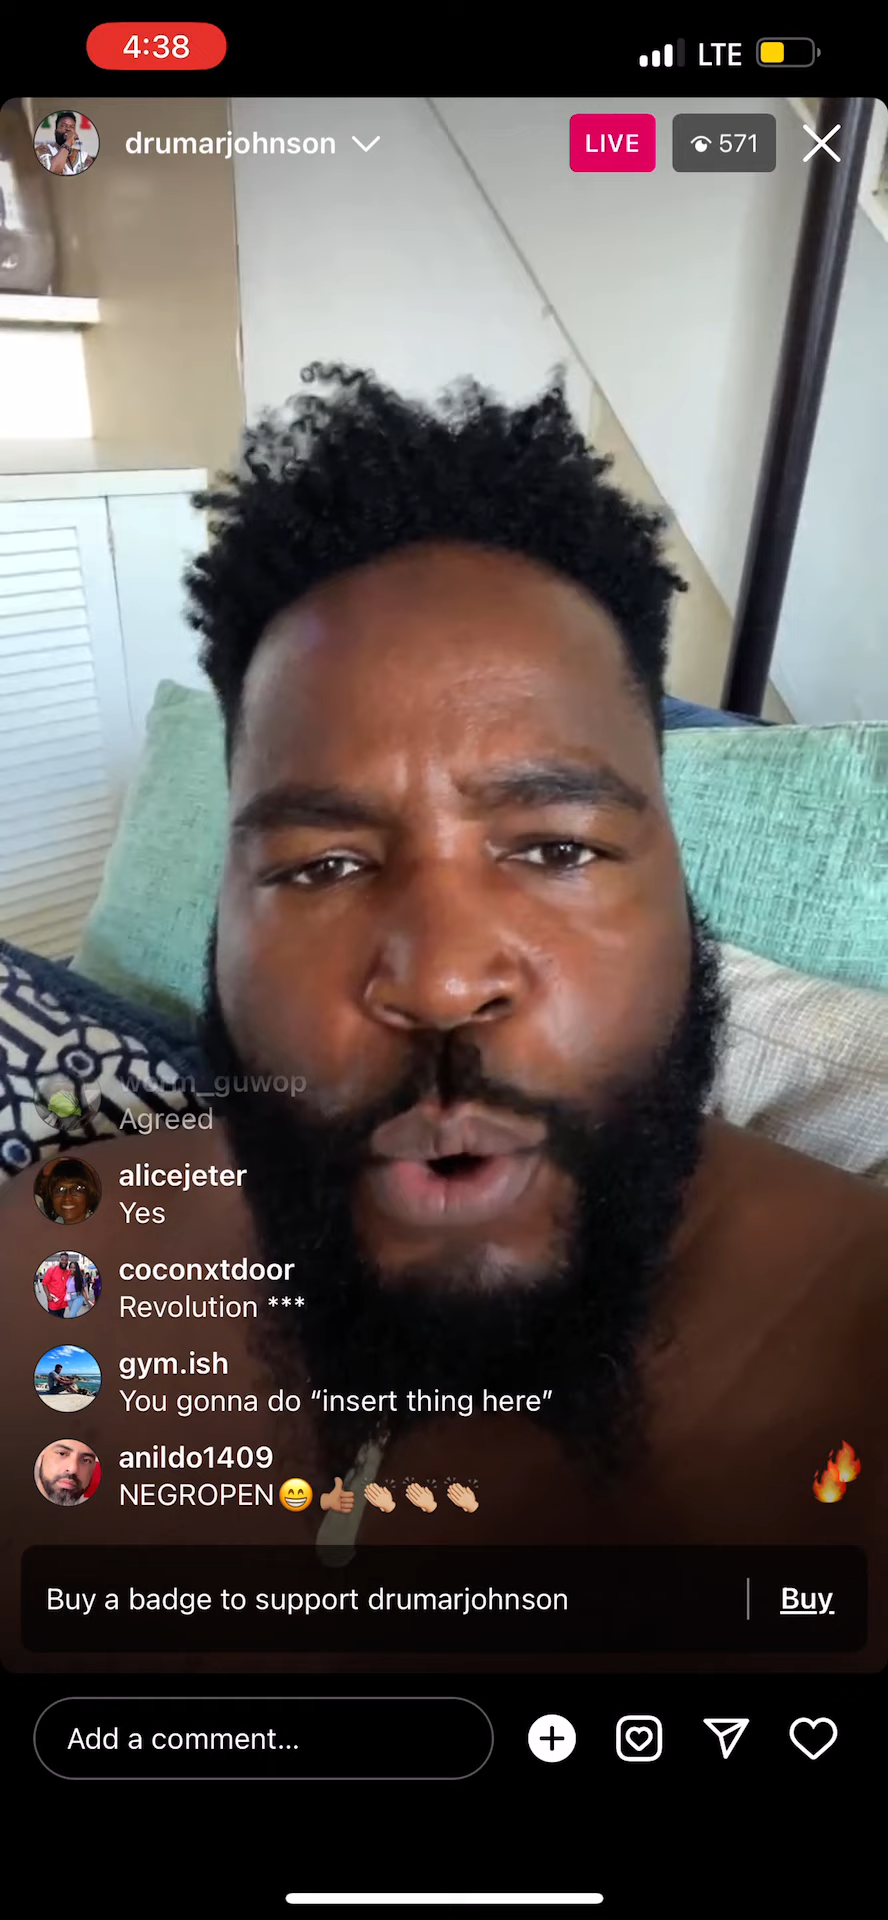 4:38
LTE
drumarjohnson
LIVE
571
worm_guwop
Agreed
alicejeter
Yes
coconxtdoor
Revolution ***
gym.ish
You gonna do “insert thing here”
anildo1409
NEGROPEN😁👍🏼👏🏼👏🏼👏🏼
Buy a badge to support drumarjohnson
Buy
Add a comment...